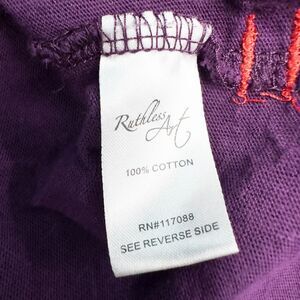 Ruthless
Art
100% COTTON
RN#117088
SEE REVERSE SIDE